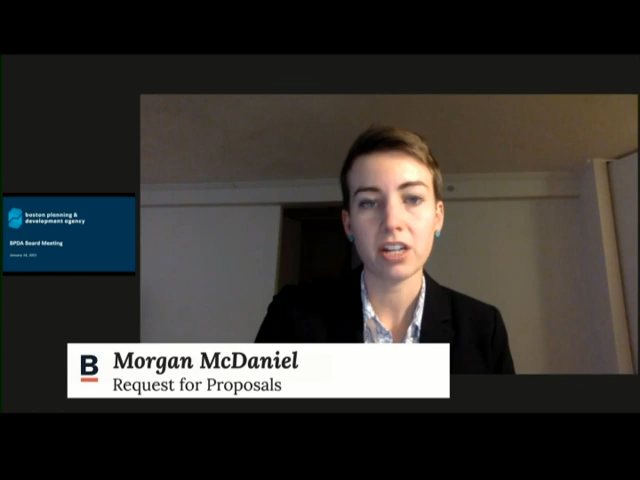 boston planning &
development agency
BPDA Board Meeting
B
Morgan McDaniel
Request for Proposals